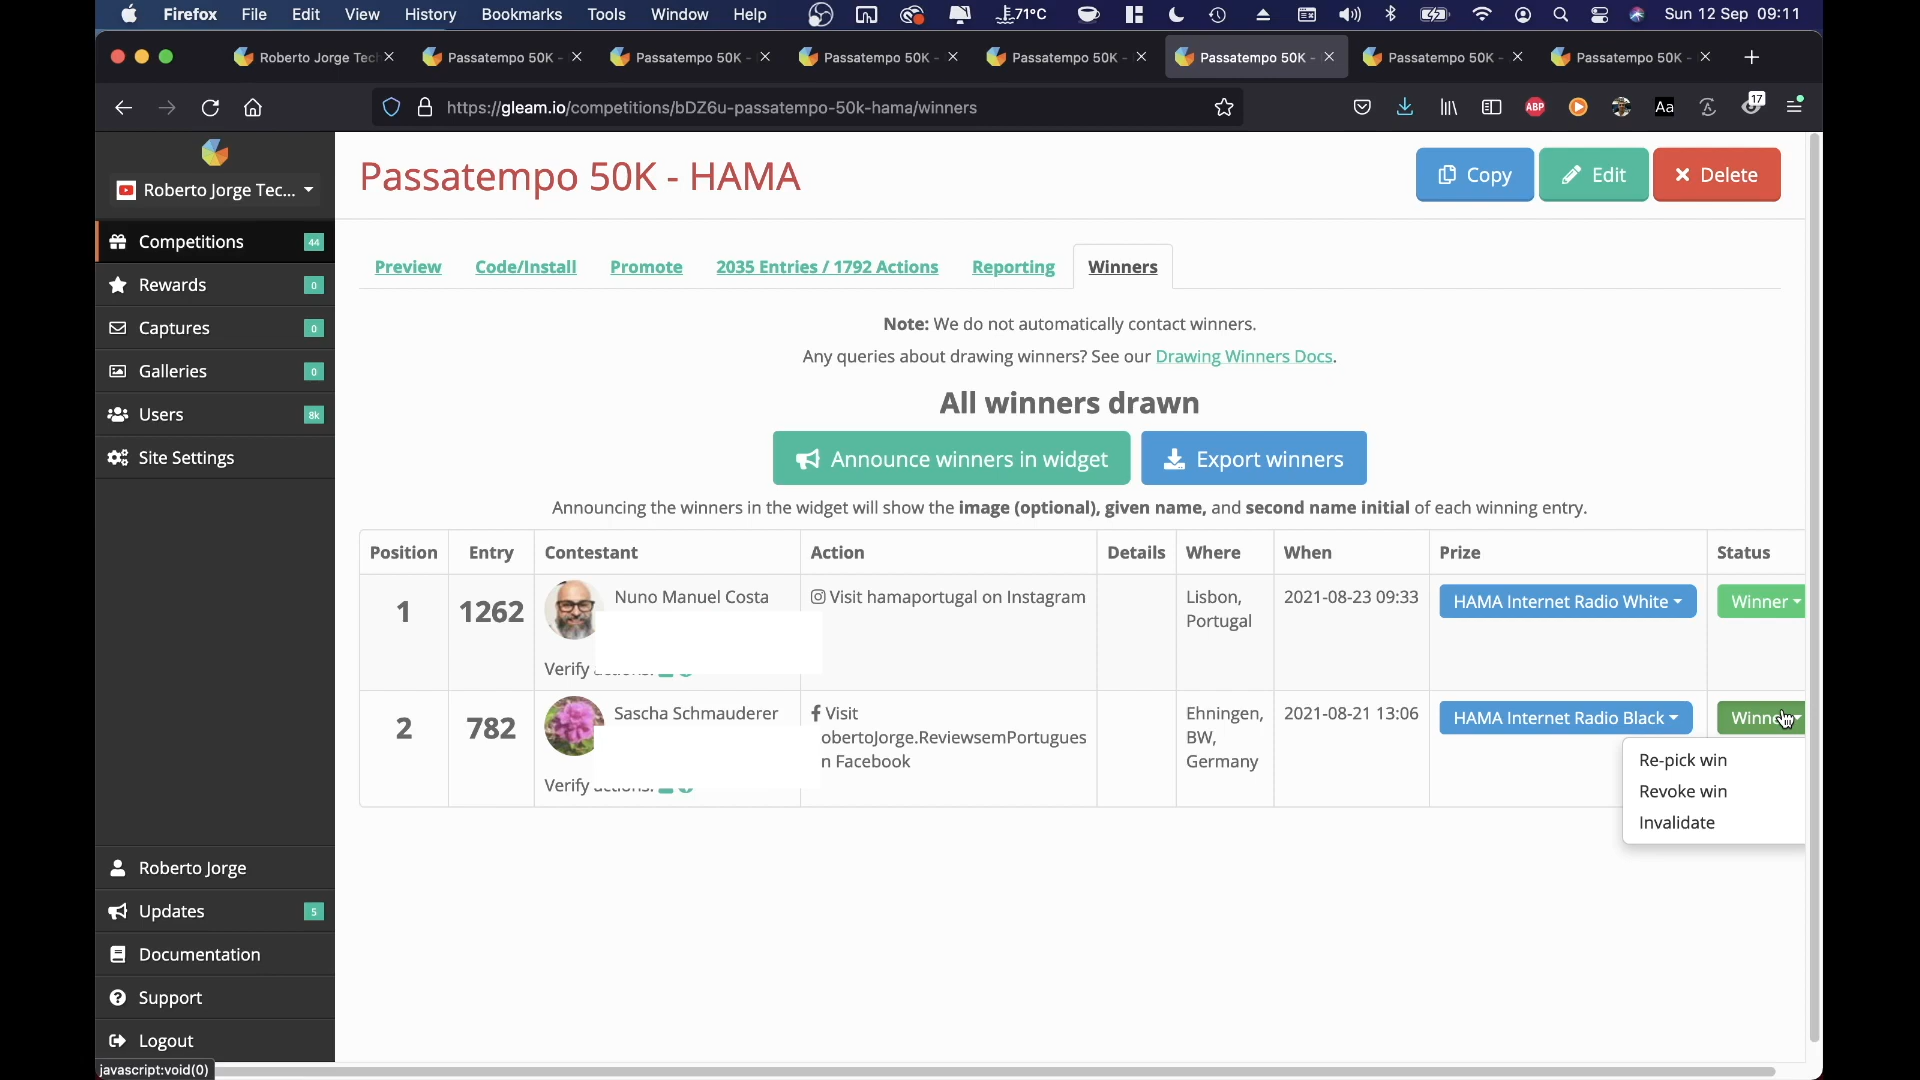 Firefox File Edit View History Bookmarks Tools Window Help 71°C Sun 12 Sep 09:11
Roberto Jorge Tec Passatempo 50K - Passatempo 50K - Passatempo 50K - Passatempo 50K - Passatempo 50K - Passatempo 50K - Passatempo 50K -
https://gleam.io/competitions/bDZ6u-passatempo-50k-hama/winners ABP Aa 17
Roberto Jorge Tec...
Competitions 44
Rewards 0
Captures 0
Galleries 0
Users 8k
Site Settings
Roberto Jorge
Updates 5
Documentation
Support
Logout
javascript:void(0)
Passatempo 50K - HAMA
Copy Edit Delete
Preview Code/Install Promote 2035 Entries / 1792 Actions Reporting Winners
Note: We do not automatically contact winners.
Any queries about drawing winners? See our Drawing Winners Docs.
All winners drawn
Announce winners in widget Export winners
Announcing the winners in the widget will show the image (optional), given name, and second name initial of each winning entry.
Position Entry Contestant Action Details Where When Prize Status
1 1262 Nuno Manuel Costa Visit hamaportugal on Instagram Lisbon, 2021-08-23 09:33 HAMA Internet Radio White Winner
Portugal
Verify
2 782 Sascha Schmauderer Visit Ehningen, 2021-08-21 13:06 HAMA Internet Radio Black Winne
obertoJorge.ReviewsemPortugues BW,
n Facebook Germany
Verify
Re-pick win
Revoke win
Invalidate